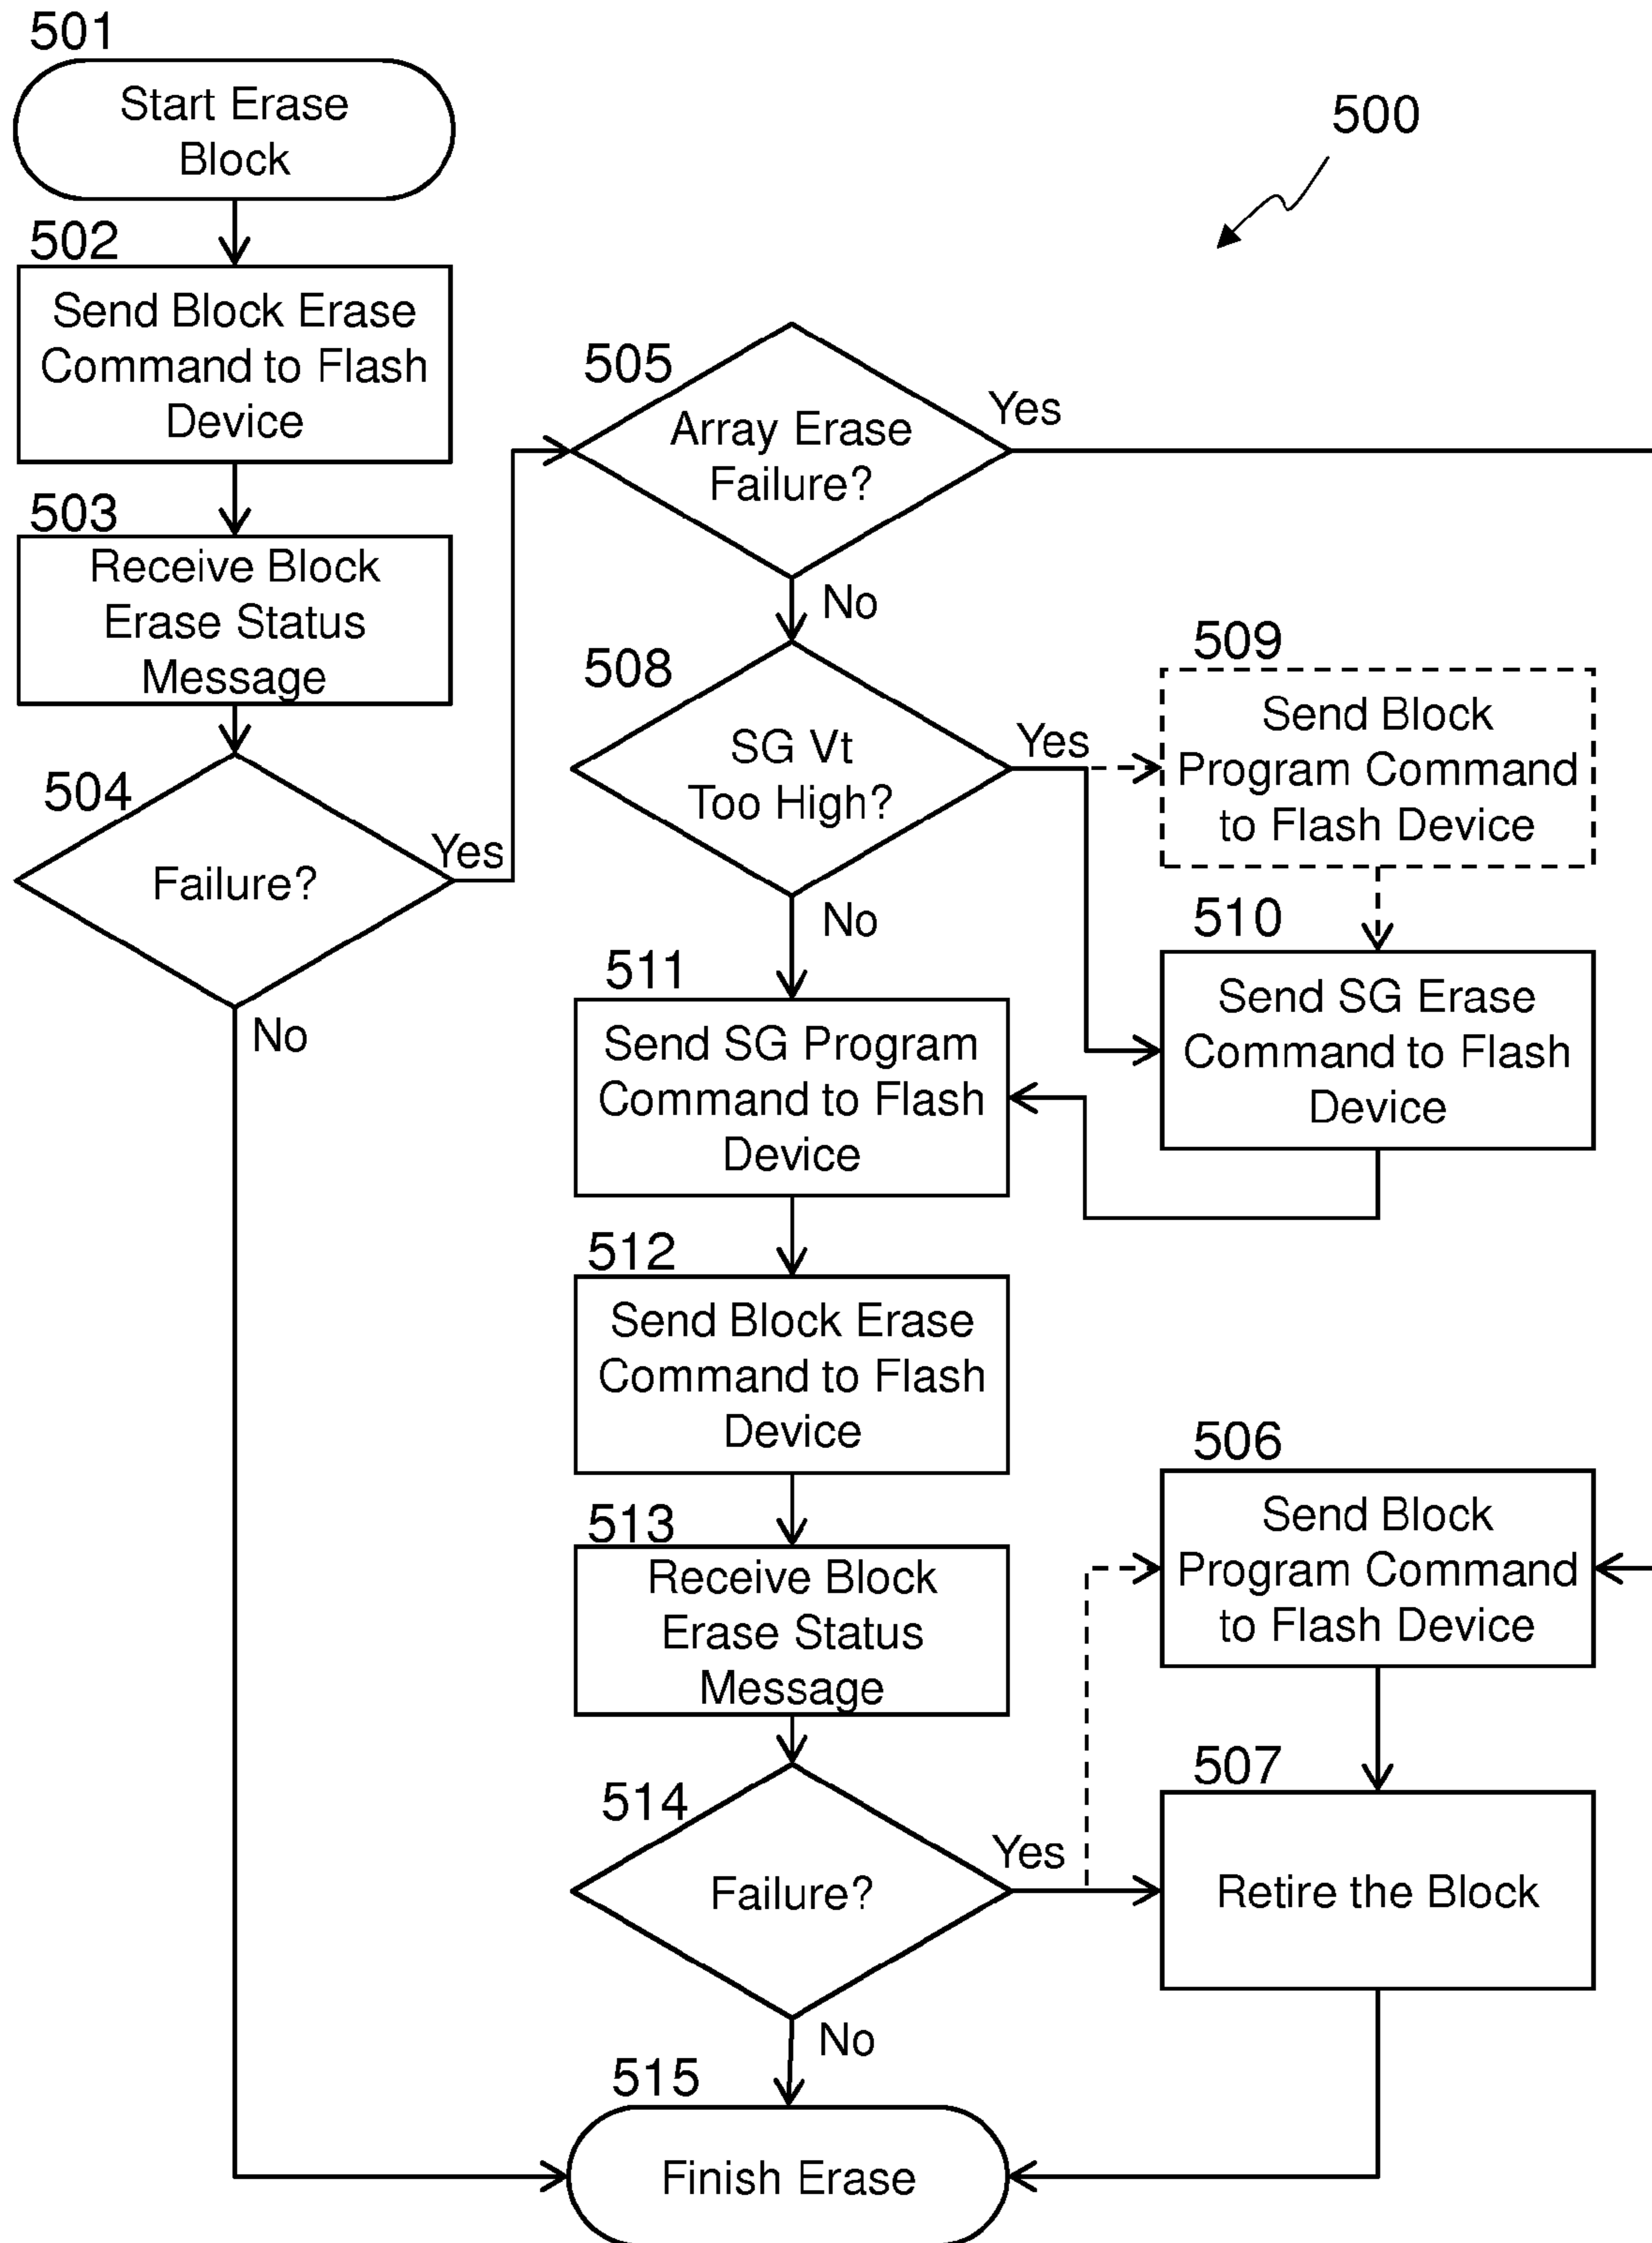 501
Start Erase
Block
500
502
Send Block Erase
Command to Flash
Device
503
Receive Block
Erase Status
Message
504
Failure?
Yes
No
505
Array Erase
Failure?
Yes
No
508
SG Vt
Too High?
Yes
No
509
Send Block
Program Command
to Flash Device
510
Send SG Erase
Command to Flash
Device
511
Send SG Program
Command to Flash
Device
512
Send Block Erase
Command to Flash
Device
513
Receive Block
Erase Status
Message
514
Failure?
Yes
No
506
Send Block
Program Command
to Flash Device
507
Retire the Block
515
Finish Erase